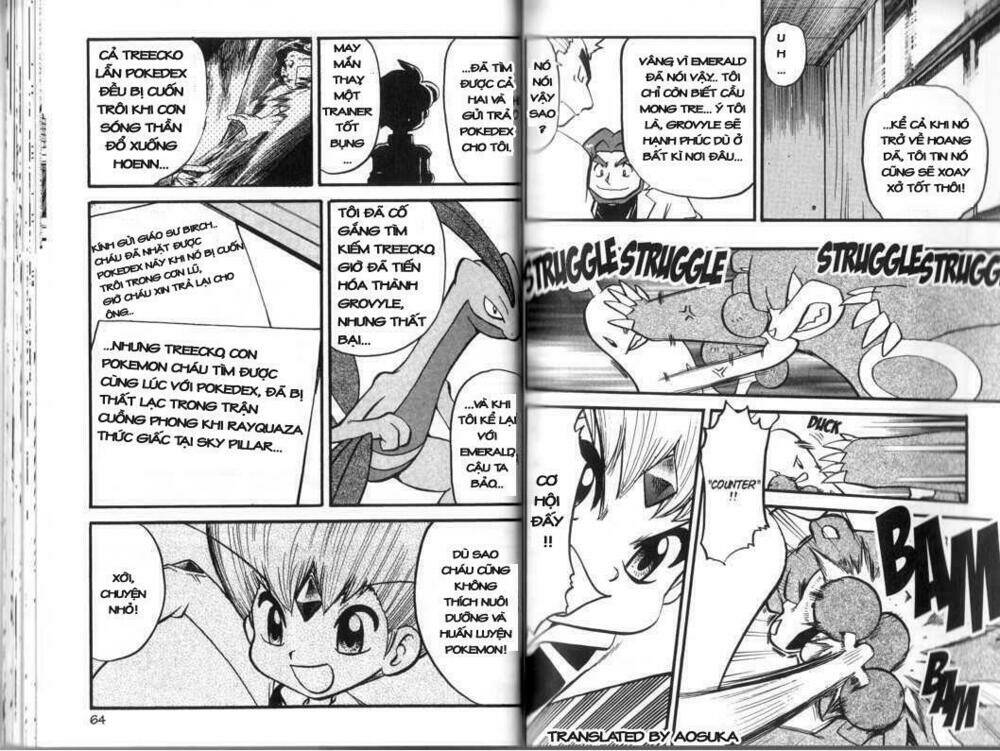 CẢ TREECKO
LẪN POKEDEX
ĐỀU BỊ CUỐN
TRÔI KHI CƠN
SÓNG THẦN
ĐỔ XUỐNG
HOENN...
MAY
MẮN
THAY
MỘT
TRAINER
TỐT
BỤNG
...
...ĐÃ TÌM
ĐƯỢC CẢ
HAI VÀ
GỬI TRẢ
POKEDEX
CHO TÔI.
KÍNH GỬI GIÁO SƯ BIRCH..
CHÁU ĐÃ NHẶT ĐƯỢC
POKEDEX NÀY KHI NÓ BỊ CUỐN
TRÔI TRONG CƠN LŨ,
GIỜ CHÁU XIN TRẢ LẠI CHO
ÔNG...
...NHƯNG TREECKO, CON
POKEMON CHÁU TÌM ĐƯỢC
CÙNG LÚC VỚI POKEDEX, ĐÃ BỊ
THẤT LẠC TRONG TRẬN
CUỒNG PHONG KHI RAYQUAZA
THỨC GIẤC TẠI SKY PILLAR...
TÔI ĐÃ CỐ
GẮNG TÌM
KIẾM TREECKO,
GIỜ ĐÃ TIẾN
HÓA THÀNH
GROVYLE,
NHƯNG THẤT
BẠI...
...VÀ KHI
TÔI KỂ LẠI
VỚI
EMERALD,
CẬU TA
BẢO...
XỜI,
CHUYỆN
NHỎ!
DÙ SAO
CHÁU CŨNG
KHÔNG
THÍCH NUÔI
DƯỠNG VÀ
HUẤN LUYỆN
POKEMON!
64
NÓ
NÓI
VẬY
SAO
?
VÂNG VÌ EMERALD
ĐÃ NÓI VẬY.. TÔI
CHỈ CÒN BIẾT CẦU
MONG TRE... Ý TÔI
LÀ, GROVYLE SẼ
HẠNH PHÚC DÙ Ở
BẤT KÌ NƠI ĐÂU...
U
H
...
...KỂ CẢ KHI NÓ
TRỞ VỀ HOANG
DÃ, TÔI TIN NÓ
CŨNG SẼ XOAY
XỞ TỐT THÔI!
STRUGGLE STRUGGLE
STRUGGLE STRUGG
CƠ
HỘI
ĐẤY
!!
DUCK
"COUNTER"
!!
BAM
BAM
TRANSLATED BY AOSUKA